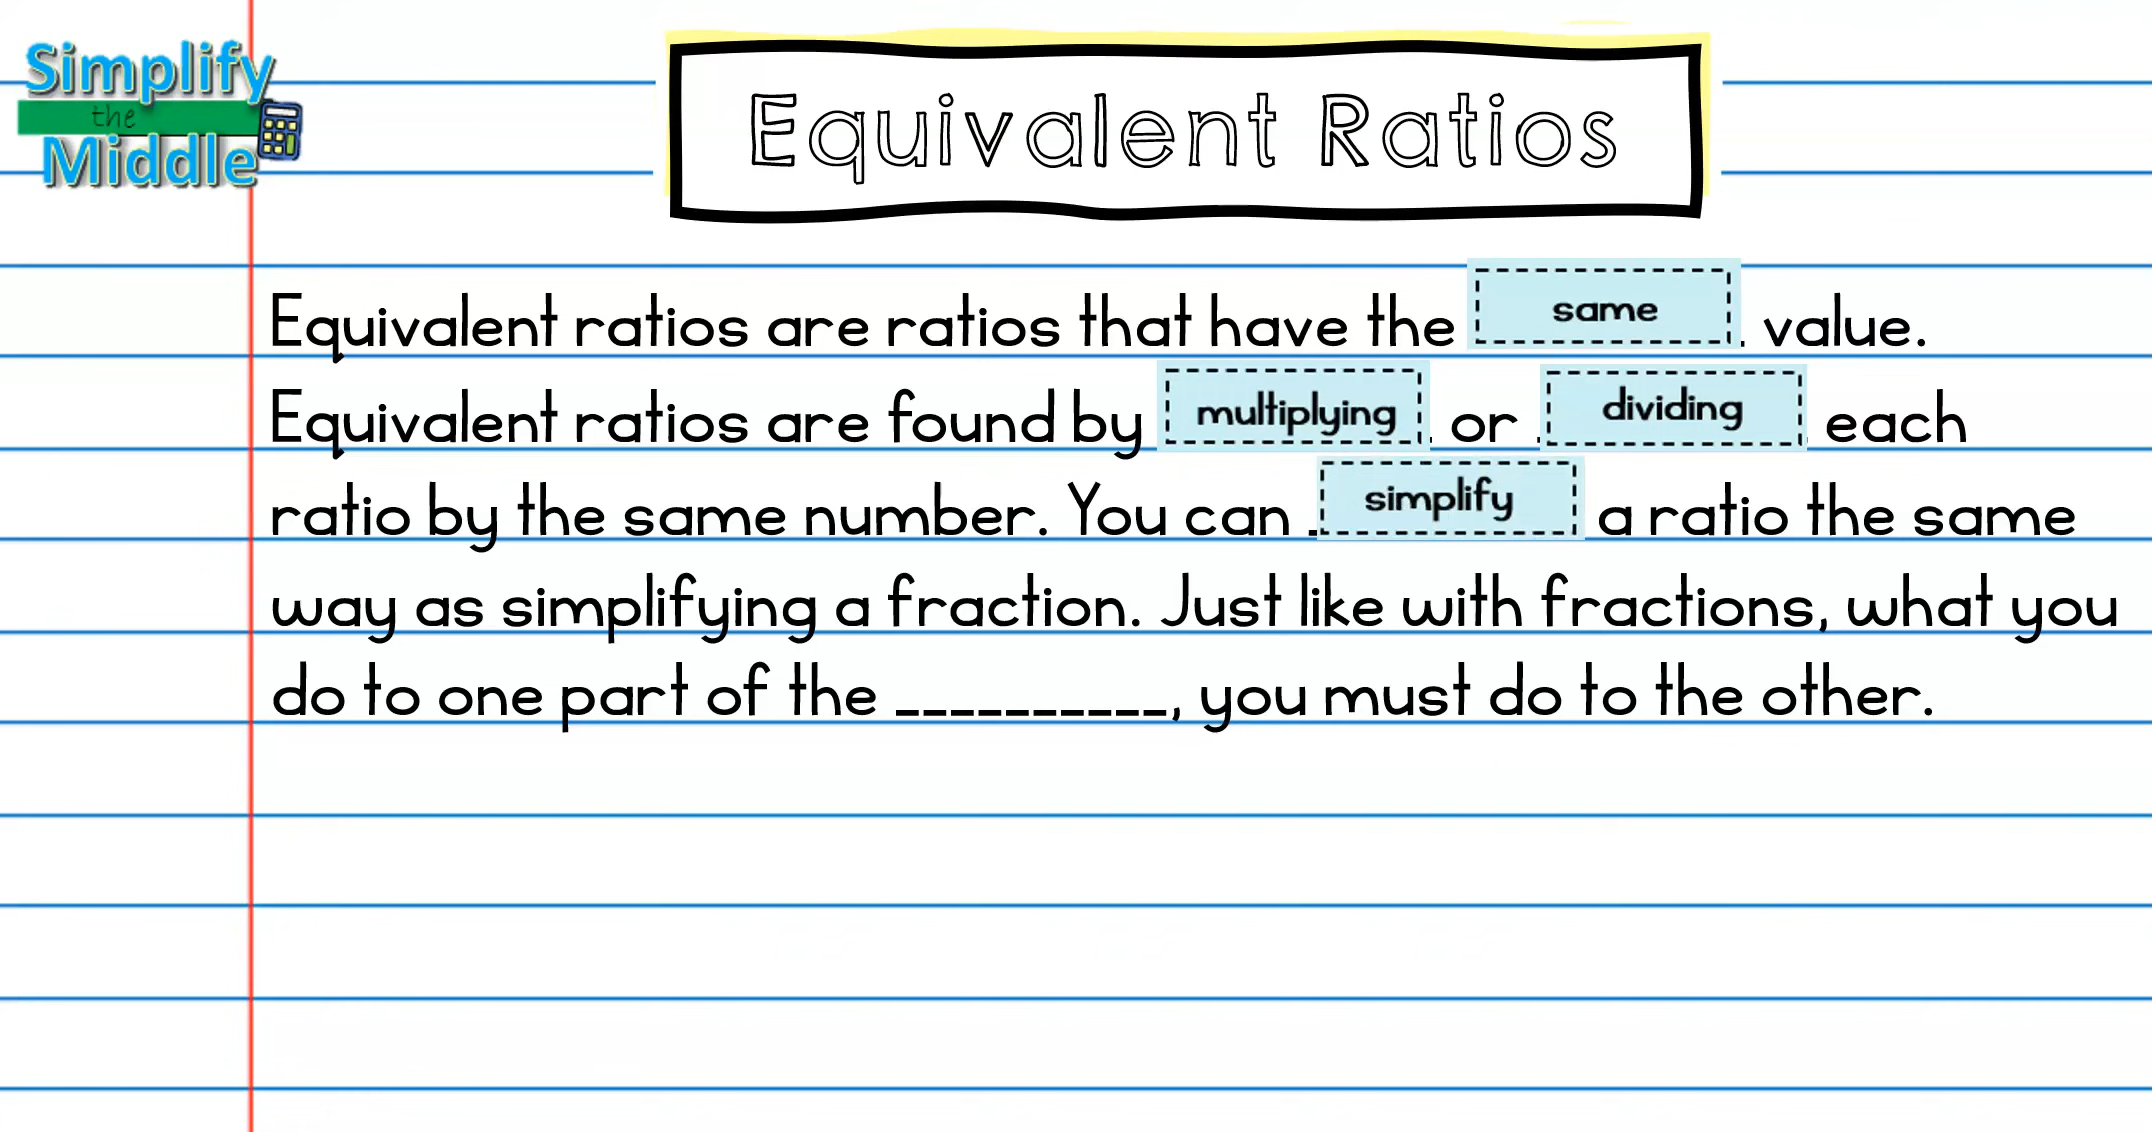 Simplify
the
Middle
Equivalent Ratios
Equivalent ratios are ratios that have the same value.
Equivalent ratios are found by multiplying or dividing each
ratio by the same number. You can simplify a ratio the same
way as simplifying a fraction. Just like with fractions, what you
do to one part of the __________, you must do to the other.